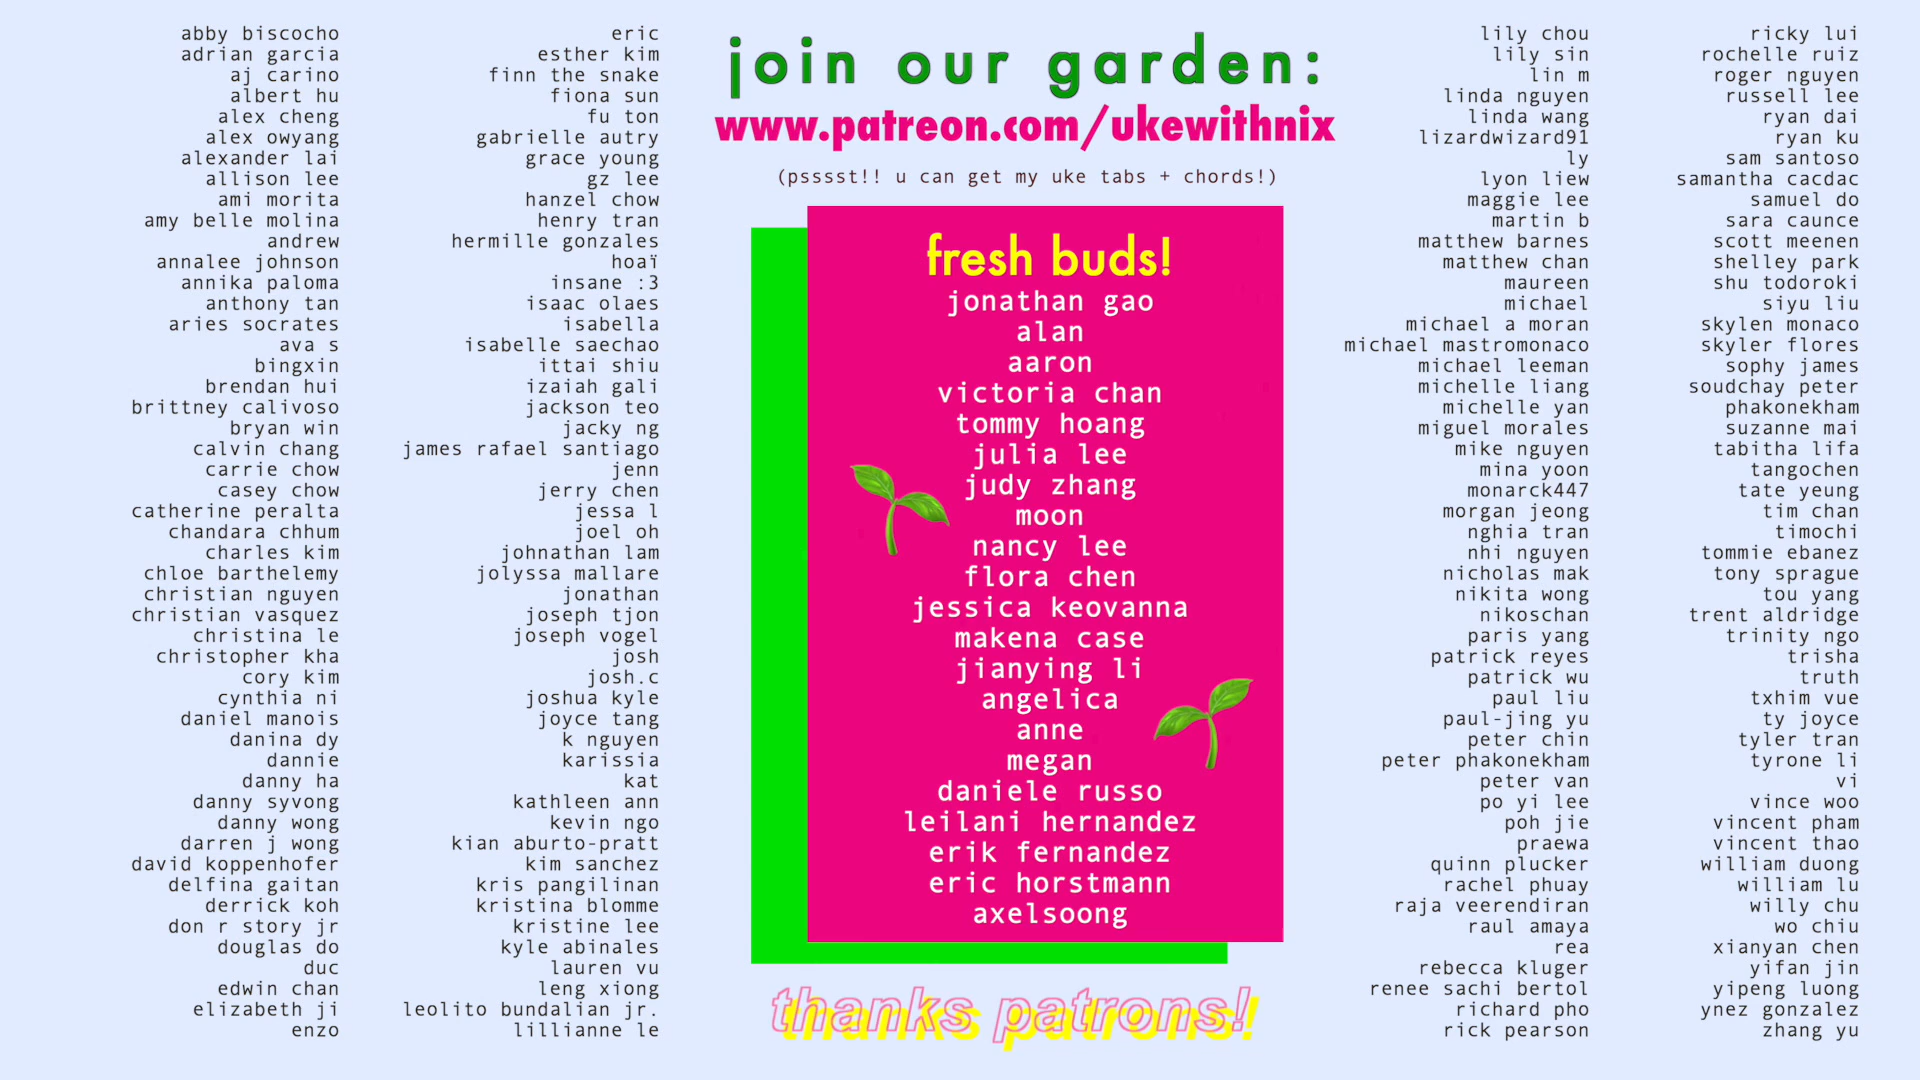 abby biscocho
adrian garcia
aj carino
albert hu
alex cheng
alex owyang
alexander lai
allison lee
ami morita
amy belle molina
andrew
annalee johnson
annika paloma
anthony tan
aries socrates
ava s
bingxin
brendan hui
brittney calivoso
bryan win
calvin chang
carrie chow
casey chow
catherine peralta
chandara chhum
charles kim
chloe barthelemy
christian nguyen
christian vasquez
christina le
christopher kha
cory kim
cynthia ni
daniel manois
danina dy
dannie
danny ha
danny syvong
danny wong
darren j wong
david koppenhofer
delfina gaitan
derrick koh
don r story jr
douglas do
duc
edwin chan
elizabeth ji
enzo
eric
esther kim
finn the snake
fiona sun
fu ton
gabrielle autry
grace young
gz lee
hanzel chow
henry tran
hermille gonzales
hoaï
insane :3
isaac olaes
isabella
isabelle saechao
ittai shiu
izaiah gali
jackson teo
jacky ng
james rafael santiago
jenn
jerry chen
jessa l
joel oh
johnathan lam
jolyssa mallare
jonathan
joseph tjon
joseph vogel
josh
josh.c
joshua kyle
joyce tang
k nguyen
karissia
kat
kathleen ann
kevin ngo
kian aburto-pratt
kim sanchez
kris pangilinan
kristina blomme
kristine lee
kyle abinales
lauren vu
leng xiong
leolito bundalian jr.
lillianne le
join our garden:
www.patreon.com/ukewithnix
(psssst!! u can get my uke tabs + chords!)
fresh buds!
jonathan gao
alan
aaron
victoria chan
tommy hoang
julia lee
judy zhang
moon
nancy lee
flora chen
jessica keovanna
makena case
jianying li
angelica
anne
megan
daniele russo
leilani hernandez
erik fernandez
eric horstmann
axelsoong
thanks patrons!
lily chou
lily sin
lin m
linda nguyen
linda wang
lizardwizard91
ly
lyon liew
maggie lee
martin b
matthew barnes
matthew chan
maureen
michael
michael a moran
michael mastromonaco
michael leeman
michelle liang
michelle yan
miguel morales
mike nguyen
mina yoon
monarck447
morgan jeong
nghia tran
nhi nguyen
nicholas mak
nikita wong
nikoschan
paris yang
patrick reyes
patrick wu
paul liu
paul-jing yu
peter chin
peter phakonekham
peter van
po yi lee
poh jie
praewa
quinn plucker
rachel phuay
raja veerendiran
raul amaya
rea
rebecca kluger
renee sachi bertol
richard pho
rick pearson
ricky lui
rochelle ruiz
roger nguyen
russell lee
ryan dai
ryan ku
sam santoso
samantha cacdac
samuel do
sara caunce
scott meenen
shelley park
shu todoroki
siyu liu
skylen monaco
skyler flores
sophy james
soudchay peter
phakonekham
suzanne mai
tabitha lifa
tangochen
tate yeung
tim chan
timochi
tommie ebanez
tony sprague
tou yang
trent aldridge
trinity ngo
trisha
truth
txhim vue
ty joyce
tyler tran
tyrone li
vi
vince woo
vincent pham
vincent thao
william duong
william lu
willy chu
wo chiu
xianyan chen
yifan jin
yipeng luong
ynez gonzalez
zhang yu